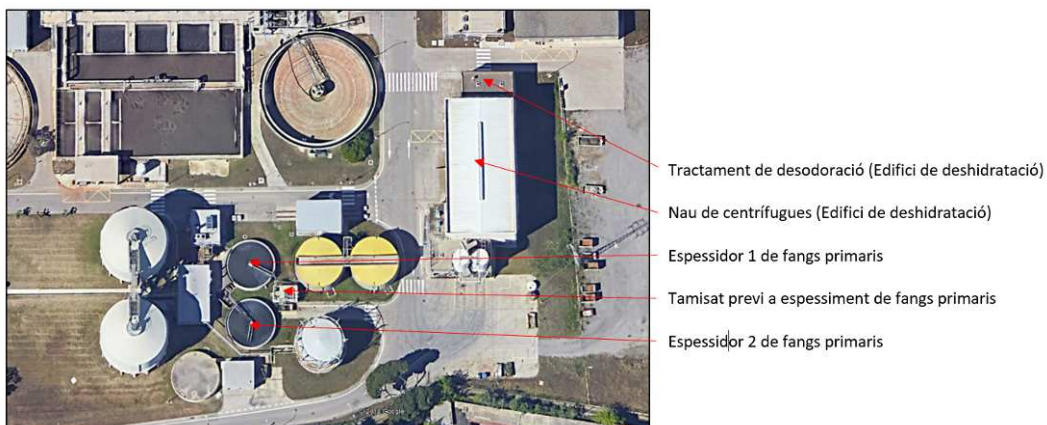 Tractament de desodoració (Edifici de deshidratació)
Nau de centrífugues (Edifici de deshidratació)
Espessidor 1 de fangs primaris
Tamisat previ a espessiment de fangs primaris
Espessidor 2 de fangs primaris
Google